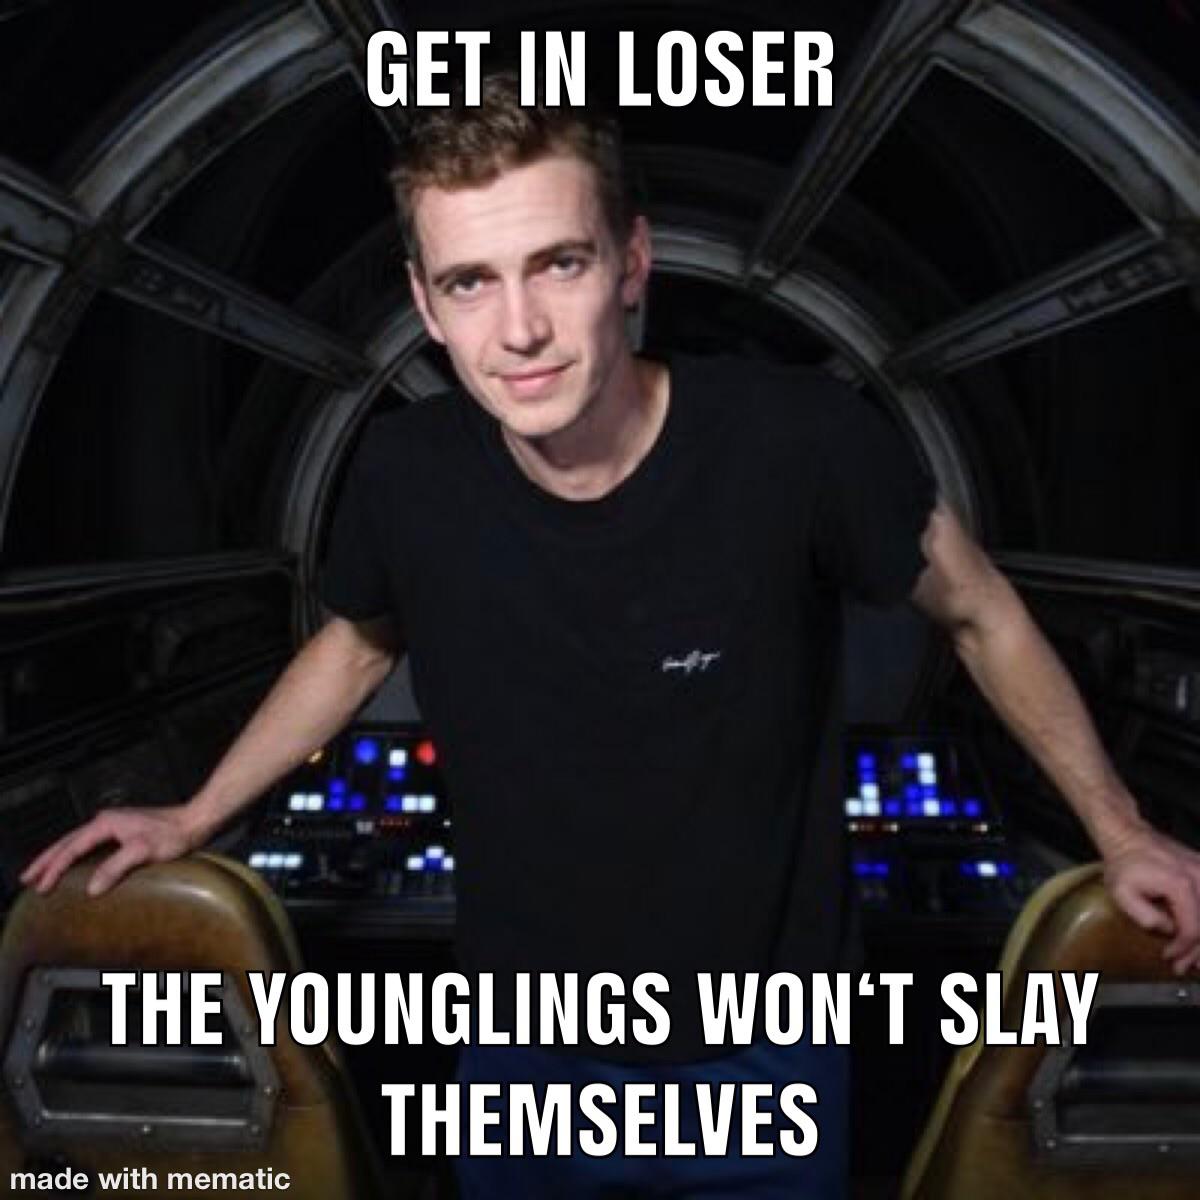 GET IN LOSER
THE YOUNGLINGS WON‘T SLAY
THEMSELVES
made with mematic